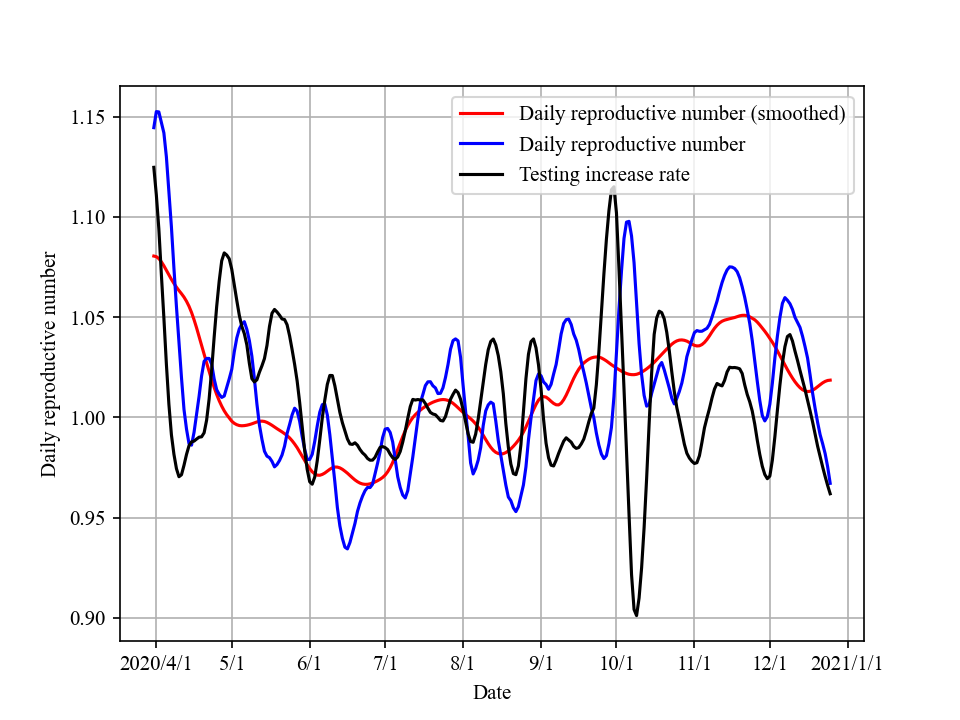 Daily reproductive number (smoothed)
Daily reproductive number
Testing increase rate
1.15
1.10
1.05
1.00
0.95
0.90
Daily reproductive number
2020/4/1 5/1 6/1 7/1 8/1 9/1 10/1 11/1 12/1 2021/1/1
Date